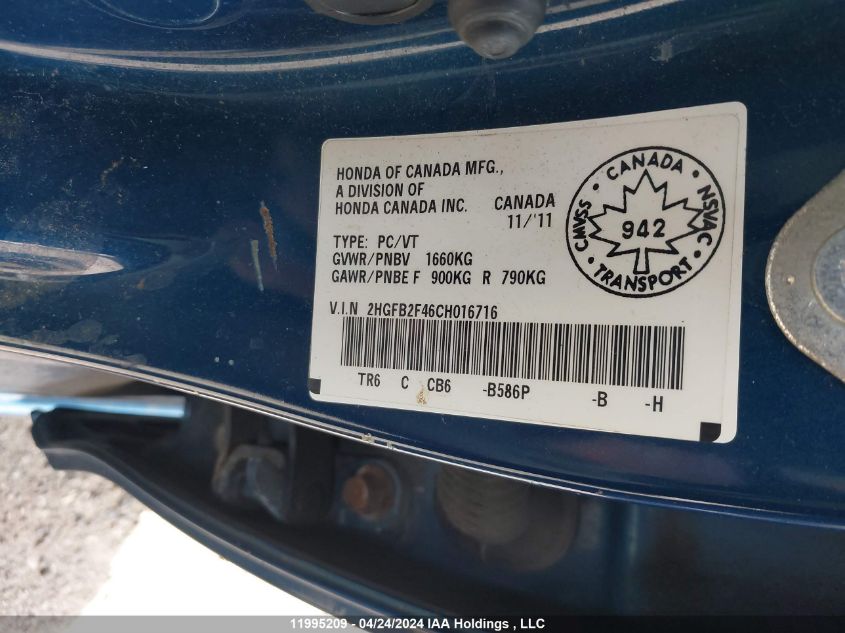 HONDA OF CANADA MFG.,
A DIVISION OF
HONDA CANADA INC.
CANADA
11/'11
TYPE: PC/VT
GVWR/PNBV 1660KG
GAWR/PNBE F 900KG R 790KG
CANADA
CMVSS
NSVAC
942
TRANSPORT
V.I.N 2HGFB2F46CH016716
TR6 C CB6 -B586P -B -H
11995209 - 04/24/2024 IAA Holdings , LLC